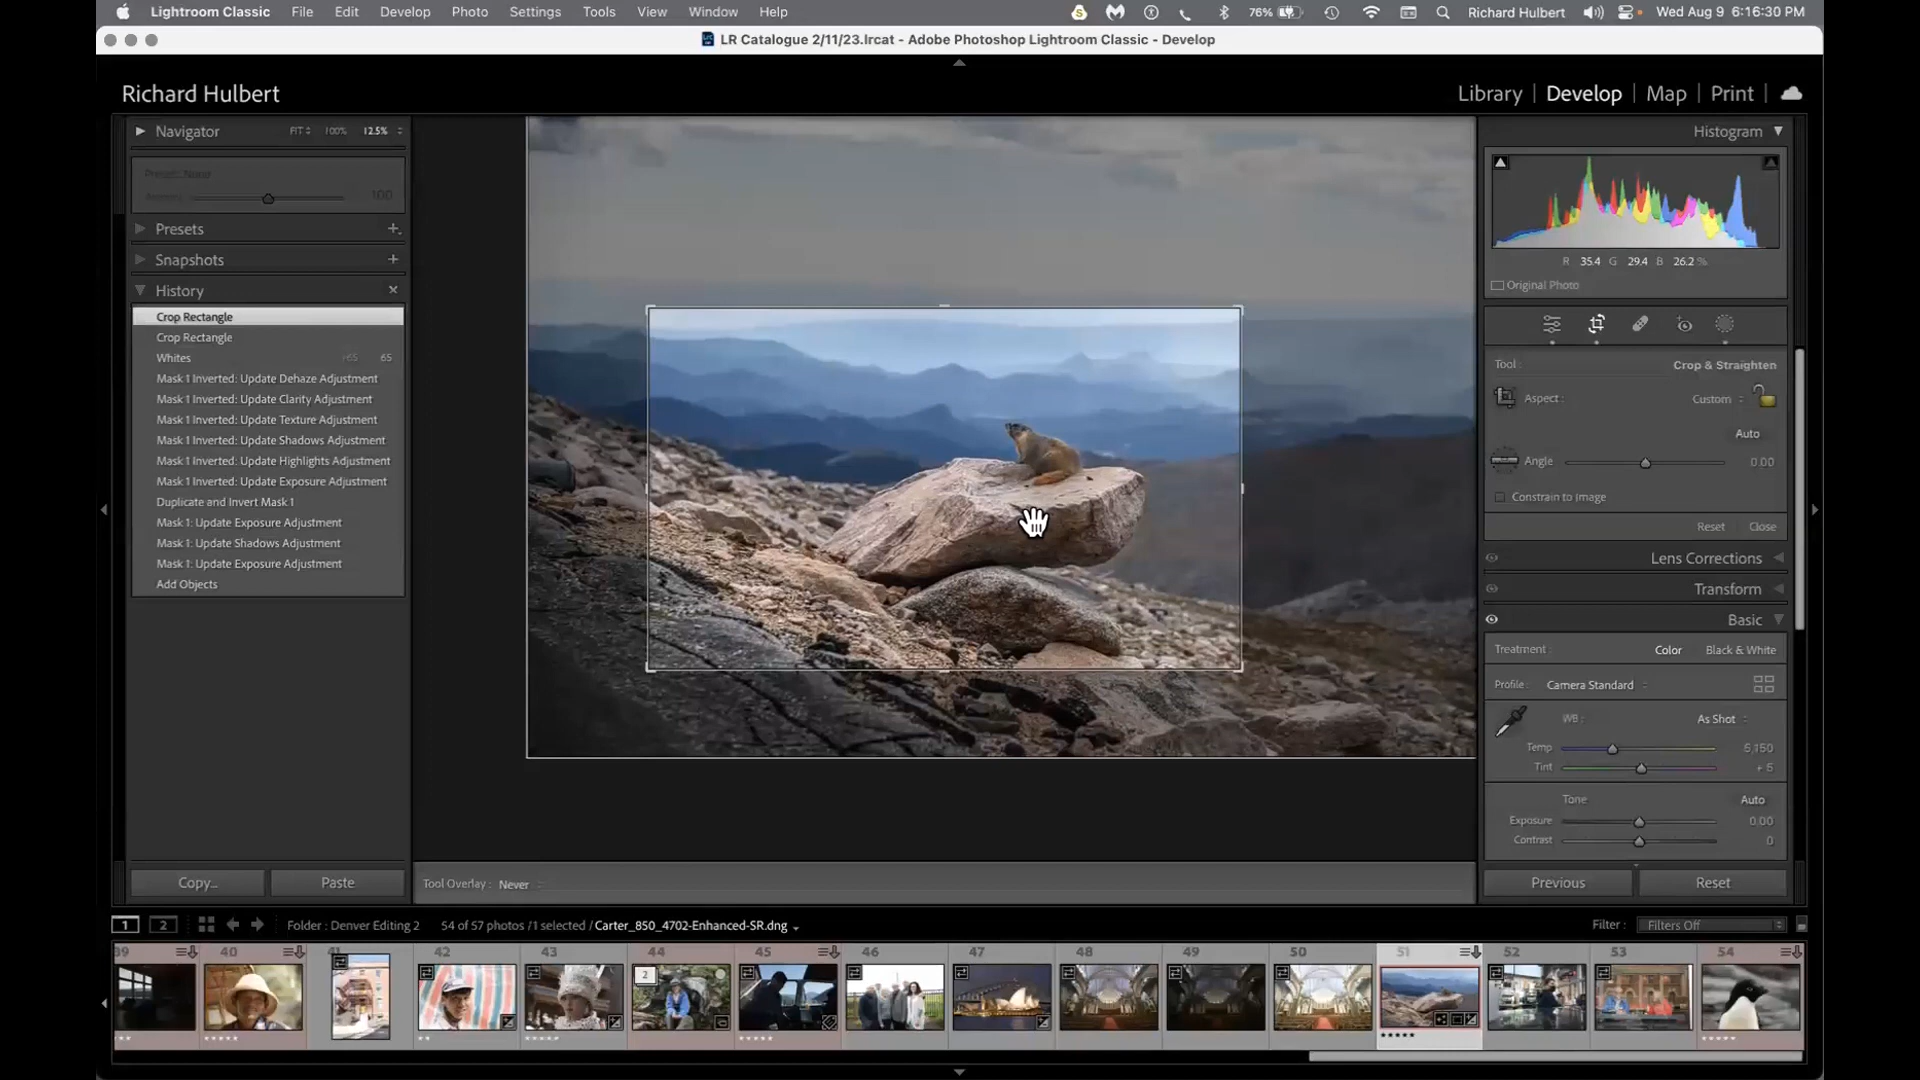 Lightroom Classic File Edit Develop Photo Settings Tools View Window Help 76% Richard Hulbert Wed Aug 9 6:16:30 PM
LR Catalogue 2/11/23.lrcat - Adobe Photoshop Lightroom Classic - Develop
Richard Hulbert
Library | Develop | Map | Print
Navigator FIT 100% 12.5%
Histogram
Preset: None
100
Presets
Snapshots
History
Crop Rectangle
Crop Rectangle
Whites +65 65
Mask 1 Inverted: Update Dehaze Adjustment
Mask 1 Inverted: Update Clarity Adjustment
Mask 1 Inverted: Update Texture Adjustment
Mask 1 Inverted: Update Shadows Adjustment
Mask 1 Inverted: Update Highlights Adjustment
Mask 1 Inverted: Update Exposure Adjustment
Duplicate and Invert Mask 1
Mask 1: Update Exposure Adjustment
Mask 1: Update Shadows Adjustment
Mask 1: Update Exposure Adjustment
Add Objects
R 35.4 G 29.4 B 26.2 %
Original Photo
Tool : Crop & Straighten
Aspect : Custom
Auto
Angle 0.00
Constrain to Image
Reset Close
Lens Corrections
Transform
Basic
Treatment : Color Black & White
Profile : Camera Standard
WB : As Shot
Temp 5,150
Tint + 5
Tone Auto
Exposure 0.00
Contrast 0
Copy... Paste
Tool Overlay : Never
Previous Reset
1 2 Folder : Denver Editing 2 54 of 57 photos /1 selected /Carter_850_4702-Enhanced-SR.dng Filter : Filters Off
39 40 41 42 43 44 45 46 47 48 49 50 51 52 53 54
2